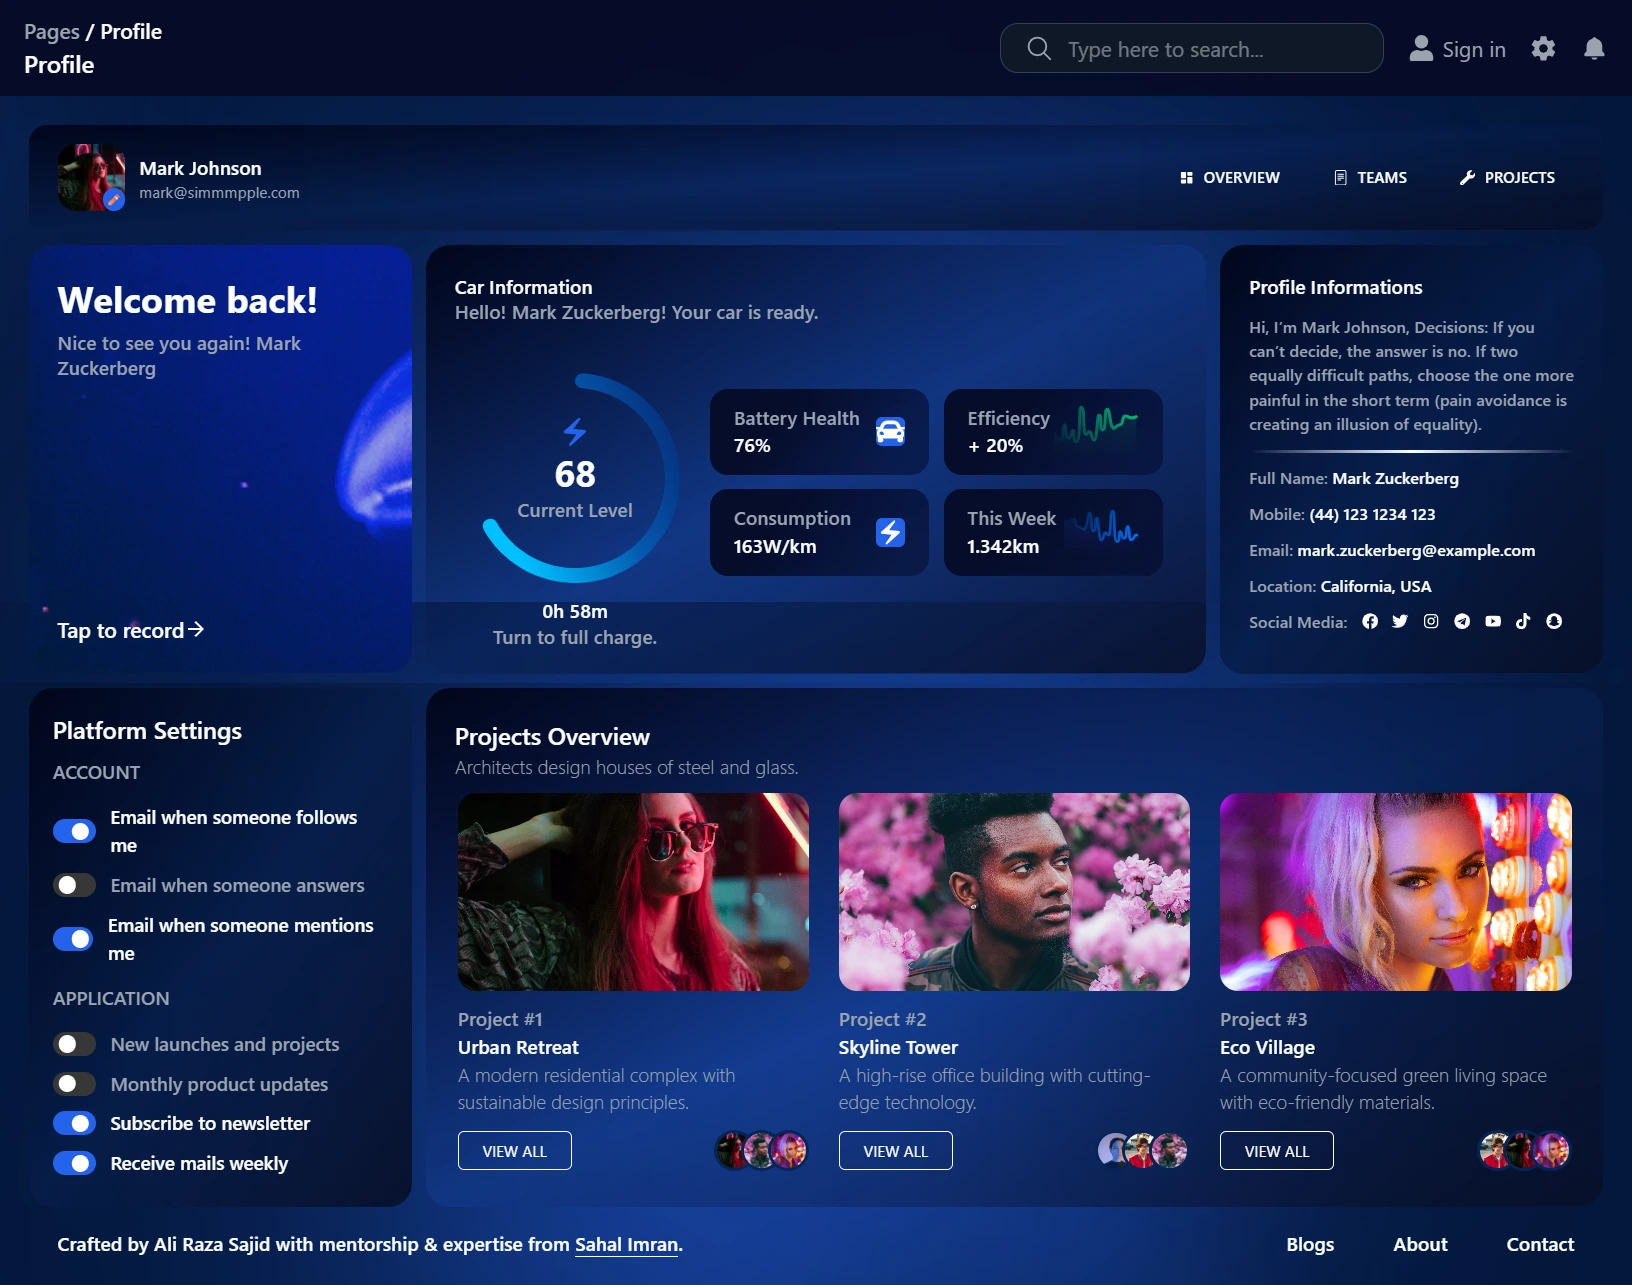 Pages / Profile
Profile
Type here to search...
Sign in
Mark Johnson
mark@simmmpple.com
OVERVIEW
TEAMS
PROJECTS
Welcome back!
Nice to see you again! Mark
Zuckerberg
Tap to record
Car Information
Hello! Mark Zuckerberg! Your car is ready.
68
Current Level
0h 58m
Turn to full charge.
Battery Health
76%
Efficiency
+ 20%
Consumption
163W/km
This Week
1.342km
Profile Informations
Hi, I’m Mark Johnson, Decisions: If you
can’t decide, the answer is no. If two
equally difficult paths, choose the one more
painful in the short term (pain avoidance is
creating an illusion of equality).
Full Name: Mark Zuckerberg
Mobile: (44) 123 1234 123
Email: mark.zuckerberg@example.com
Location: California, USA
Social Media:
Platform Settings
ACCOUNT
Email when someone follows
me
Email when someone answers
Email when someone mentions
me
APPLICATION
New launches and projects
Monthly product updates
Subscribe to newsletter
Receive mails weekly
Projects Overview
Architects design houses of steel and glass.
Project #1
Urban Retreat
A modern residential complex with
sustainable design principles.
VIEW ALL
Project #2
Skyline Tower
A high-rise office building with cutting-
edge technology.
VIEW ALL
Project #3
Eco Village
A community-focused green living space
with eco-friendly materials.
VIEW ALL
Crafted by Ali Raza Sajid with mentorship & expertise from Sahal Imran.
Blogs
About
Contact